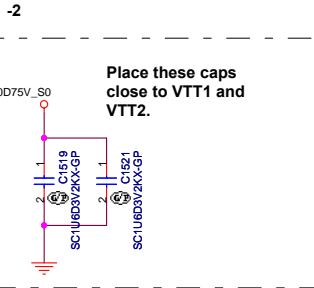 -2
Place these caps
close to VTT1 and
VTT2.
0D75V_S0
1
C1519
SC1U6D3V2KX-GP
2
1
C1521
SC1U6D3V2KX-GP
2